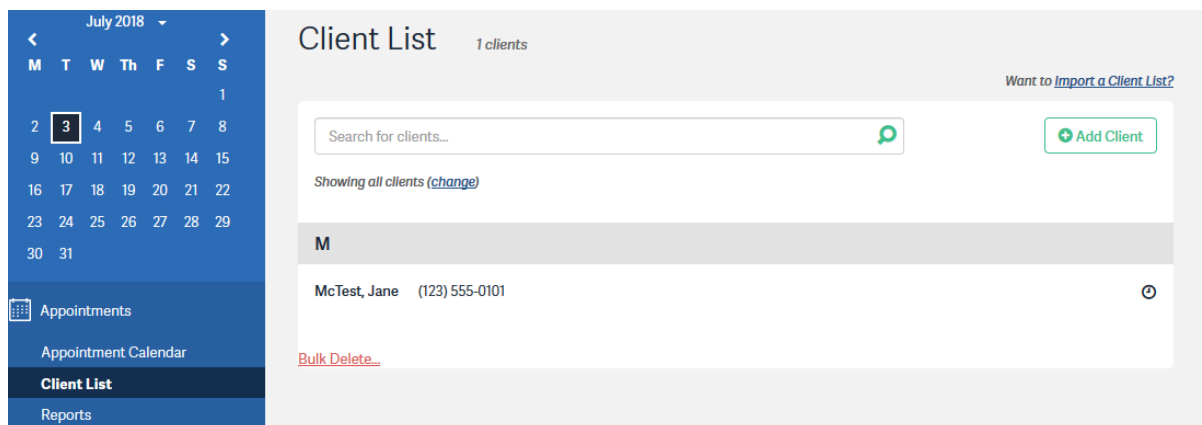 July 2018
M T W Th F S S
1
2 3 4 5 6 7 8
9 10 11 12 13 14 15
16 17 18 19 20 21 22
23 24 25 26 27 28 29
30 31
Appointments
Appointment Calendar
Client List
Reports
Client List 1 clients
Want to Import a Client List?
Search for clients...
Add Client
Showing all clients (change)
M
McTest, Jane (123) 555-0101
Bulk Delete...